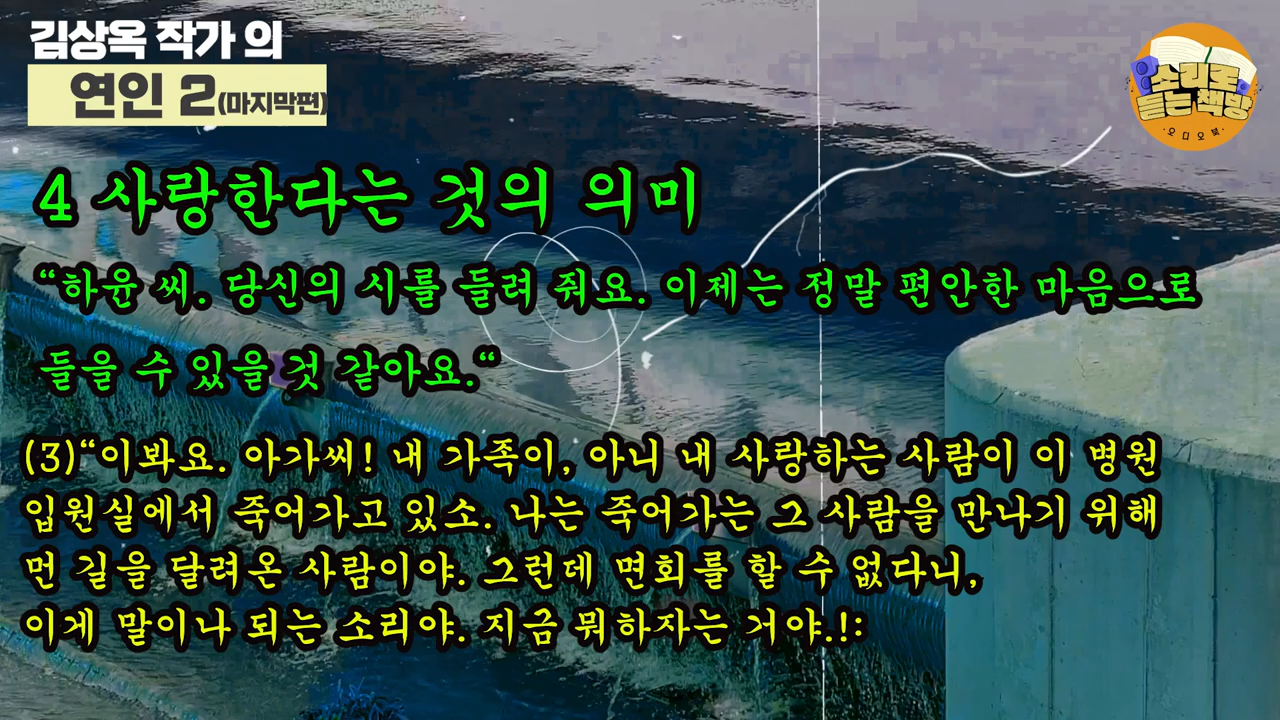 김상옥 작가 의
연인 2(마지막편)
소리로
듣는 책방
·오디오북·
4 사랑한다는 것의 의미
“하윤 씨. 당신의 시를 들려 줘요. 이제는 정말 편안한 마음으로
들을 수 있을 것 같아요.“
(3)“이봐요. 아가씨! 내 가족이, 아니 내 사랑하는 사람이 이 병원
입원실에서 죽어가고 있소. 나는 죽어가는 그 사람을 만나기 위해
먼 길을 달려온 사람이야. 그런데 면회를 할 수 없다니,
이게 말이나 되는 소리야. 지금 뭐하자는 거야.!: